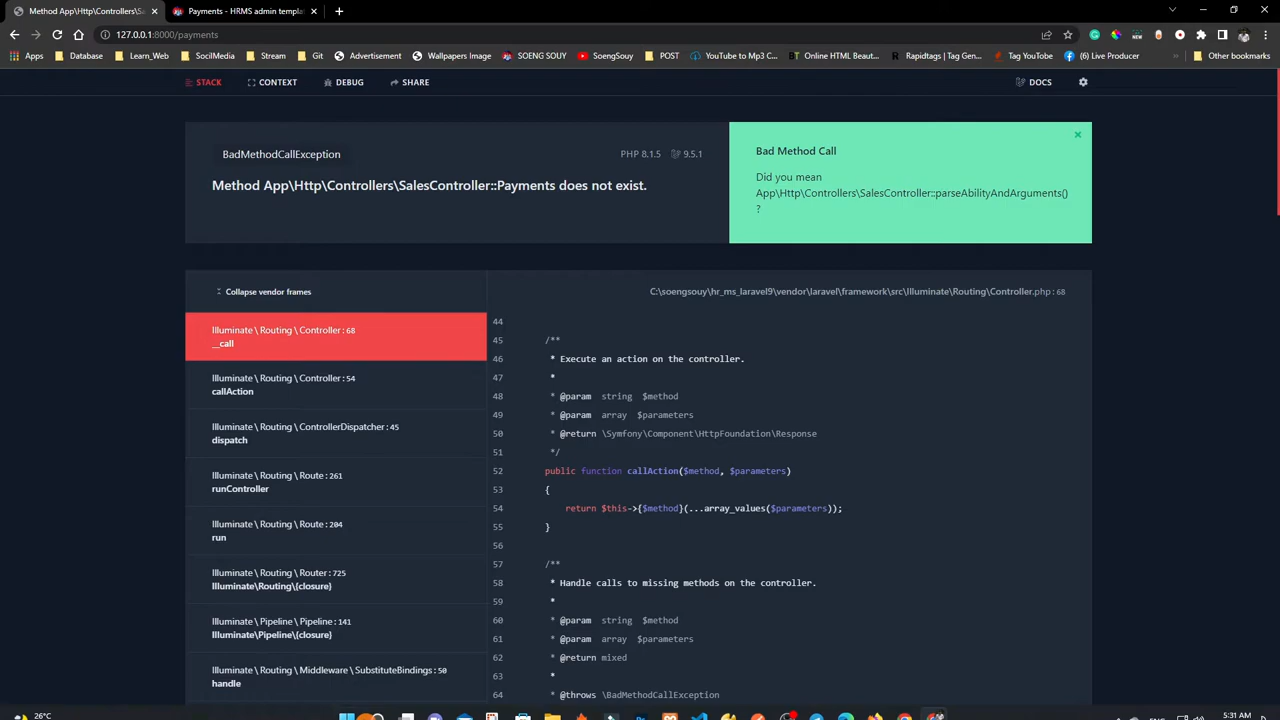 Method App\Http\Controllers\S
Payments - HRMS admin templat
127.0.0.1:8000/payments
Apps
Database
Learn_Web
SocilMedia
Stream
Git
Advertisement
Wallpapers Image
SOENG SOUY
SoengSouy
POST
YouTube to Mp3 C...
Online HTML Beaut...
Rapidtags | Tag Gen...
Tag YouTube
(f) Live Producer
Other bookmarks
STACK
CONTEXT
DEBUG
SHARE
DOCS
BadMethodCallException
PHP 8.1.5
9.5.1
Method App\Http\Controllers\SalesController::Payments does not exist.
Bad Method Call
Did you mean
App\Http\Controllers\SalesController::parseAbilityAndArguments()
?
Collapse vendor frames
C:\soengsouy\hr_ms_laravel9\vendor\laravel\framework\src\Illuminate\Routing\Controller.php : 68
Illuminate \ Routing \ Controller : 68
__call
Illuminate \ Routing \ Controller : 54
callAction
Illuminate \ Routing \ ControllerDispatcher : 45
dispatch
Illuminate \ Routing \ Route : 261
runController
Illuminate \ Routing \ Route : 204
run
Illuminate \ Routing \ Router : 725
Illuminate\Routing\{closure}
Illuminate \ Pipeline \ Pipeline : 141
Illuminate\Pipeline\{closure}
Illuminate \ Routing \ Middleware \ SubstituteBindings : 50
handle
44
45 /**
46 * Execute an action on the controller.
47 *
48 * @param string $method
49 * @param array $parameters
50 * @return \Symfony\Component\HttpFoundation\Response
51 */
52 public function callAction($method, $parameters)
53 {
54 return $this->{$method}(...array_values($parameters));
55 }
56
57 /**
58 * Handle calls to missing methods on the controller.
59 *
60 * @param string $method
61 * @param array $parameters
62 * @return mixed
63 *
64 * @throws \BadMethodCallException
26°C
5:31 AM